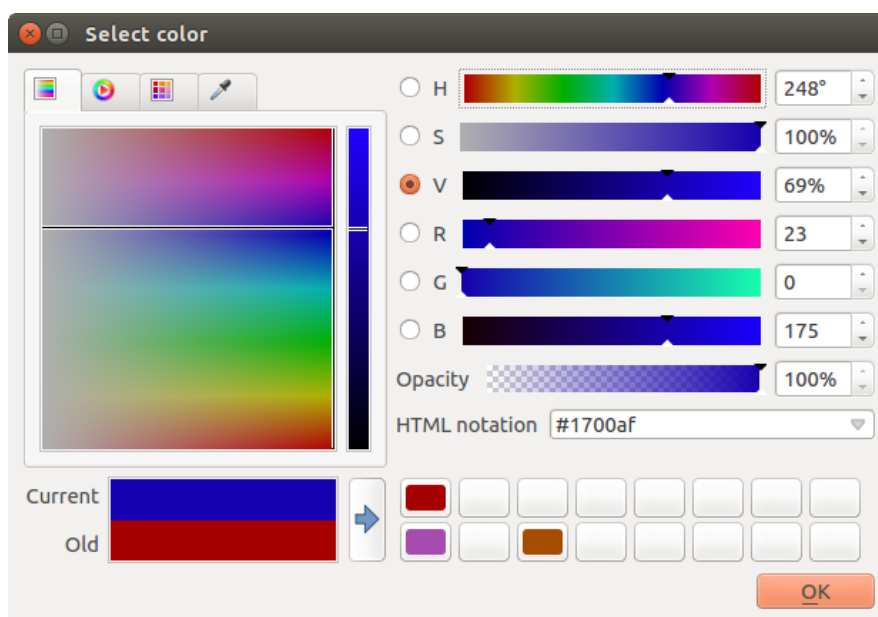 Select color
H 248°
S 100%
V 69%
R 23
G 0
B 175
Opacity 100%
HTML notation #1700af
Current
Old
OK